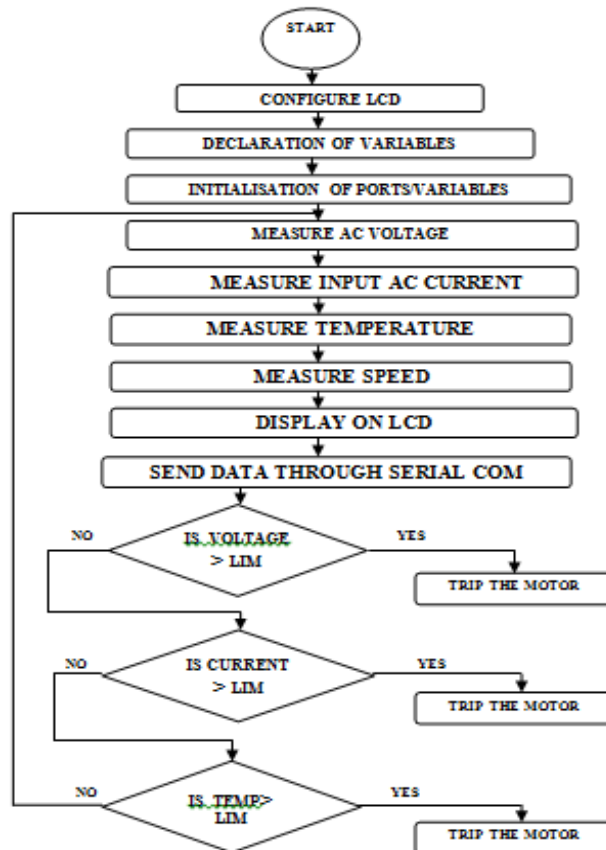 START
CONFIGURE LCD
DECLARATION OF VARIABLES
INITIALISATION OF PORTS/VARIABLES
MEASURE AC VOLTAGE
MEASURE INPUT AC CURRENT
MEASURE TEMPERATURE
MEASURE SPEED
DISPLAY ON LCD
SEND DATA THROUGH SERIAL COM
NO
IS VOLTAGE
> LIM
YES
TRIP THE MOTOR
NO
IS CURRENT
> LIM
YES
TRIP THE MOTOR
NO
IS TEMP>
LIM
YES
TRIP THE MOTOR